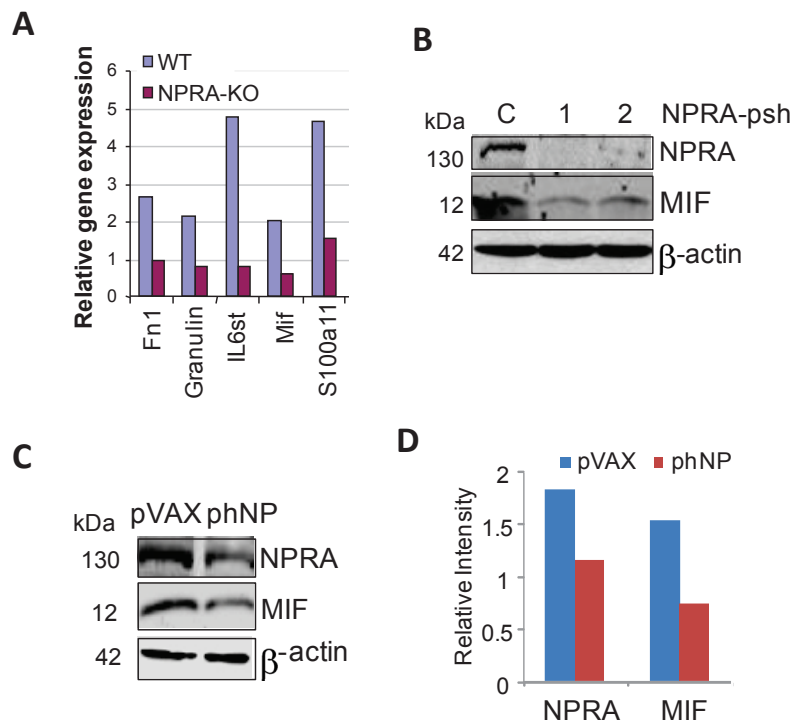 A
WT
NPRA-KO
Relative gene expression
6
5
4
3
2
1
0
Fn1
Granulin
IL6st
Mif
S100a11
B
kDa C 1 2 NPRA-psh
130 NPRA
12 MIF
42 β-actin
C
kDa pVAX phNP
130 NPRA
12 MIF
42 β-actin
D
pVAX phNP
Relative Intensity
2
1.5
1
0.5
0
NPRA MIF